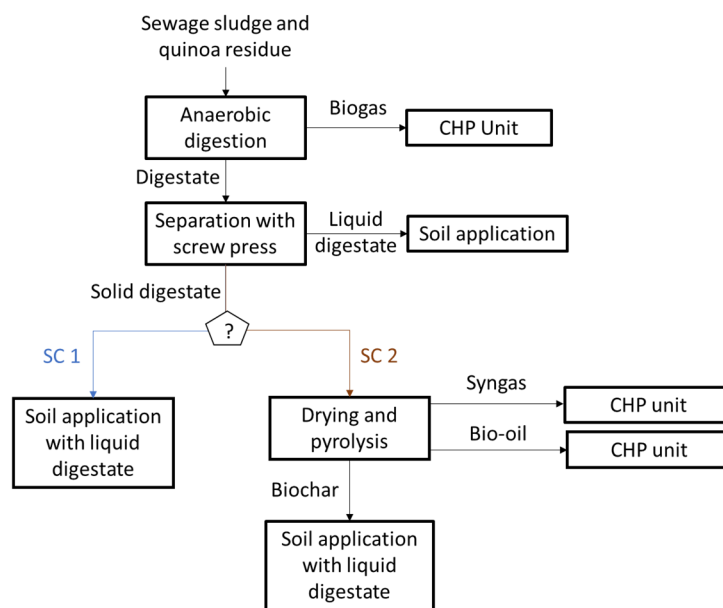 Sewage sludge and
quinoa residue
Anaerobic
digestion
Biogas
CHP Unit
Digestate
Separation with
screw press
Liquid
digestate
Soil application
Solid digestate
?
SC 1
SC 2
Soil application
with liquid
digestate
Drying and
pyrolysis
Syngas
CHP unit
Bio-oil
CHP unit
Biochar
Soil application
with liquid
digestate